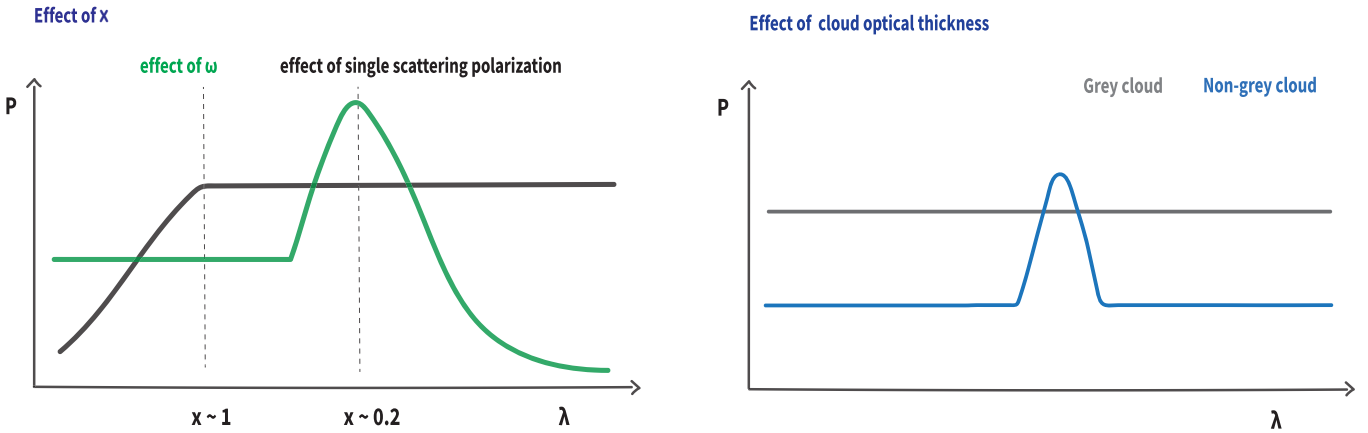 Effect of x
effect of ω
effect of single scattering polarization
P
x ~ 1
x ~ 0.2
λ
Effect of cloud optical thickness
Grey cloud
Non-grey cloud
P
λ